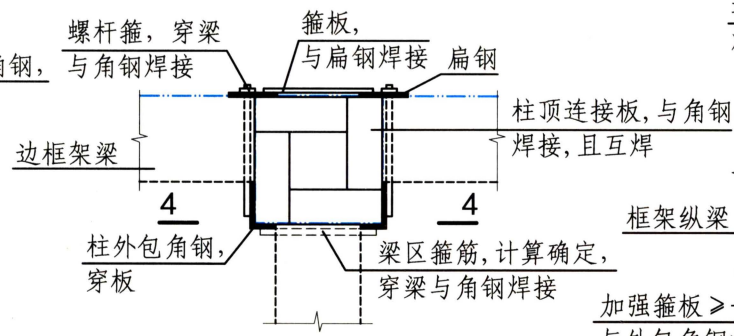 螺杆箍，穿梁
与角钢焊接
箍板，
与扁钢焊接
扁钢
角钢，
柱顶连接板，与角钢
焊接，且互焊
边框架梁
4
4
框架纵梁
柱外包角钢，
穿板
梁区箍筋，计算确定，
穿梁与角钢焊接
加强箍板≥